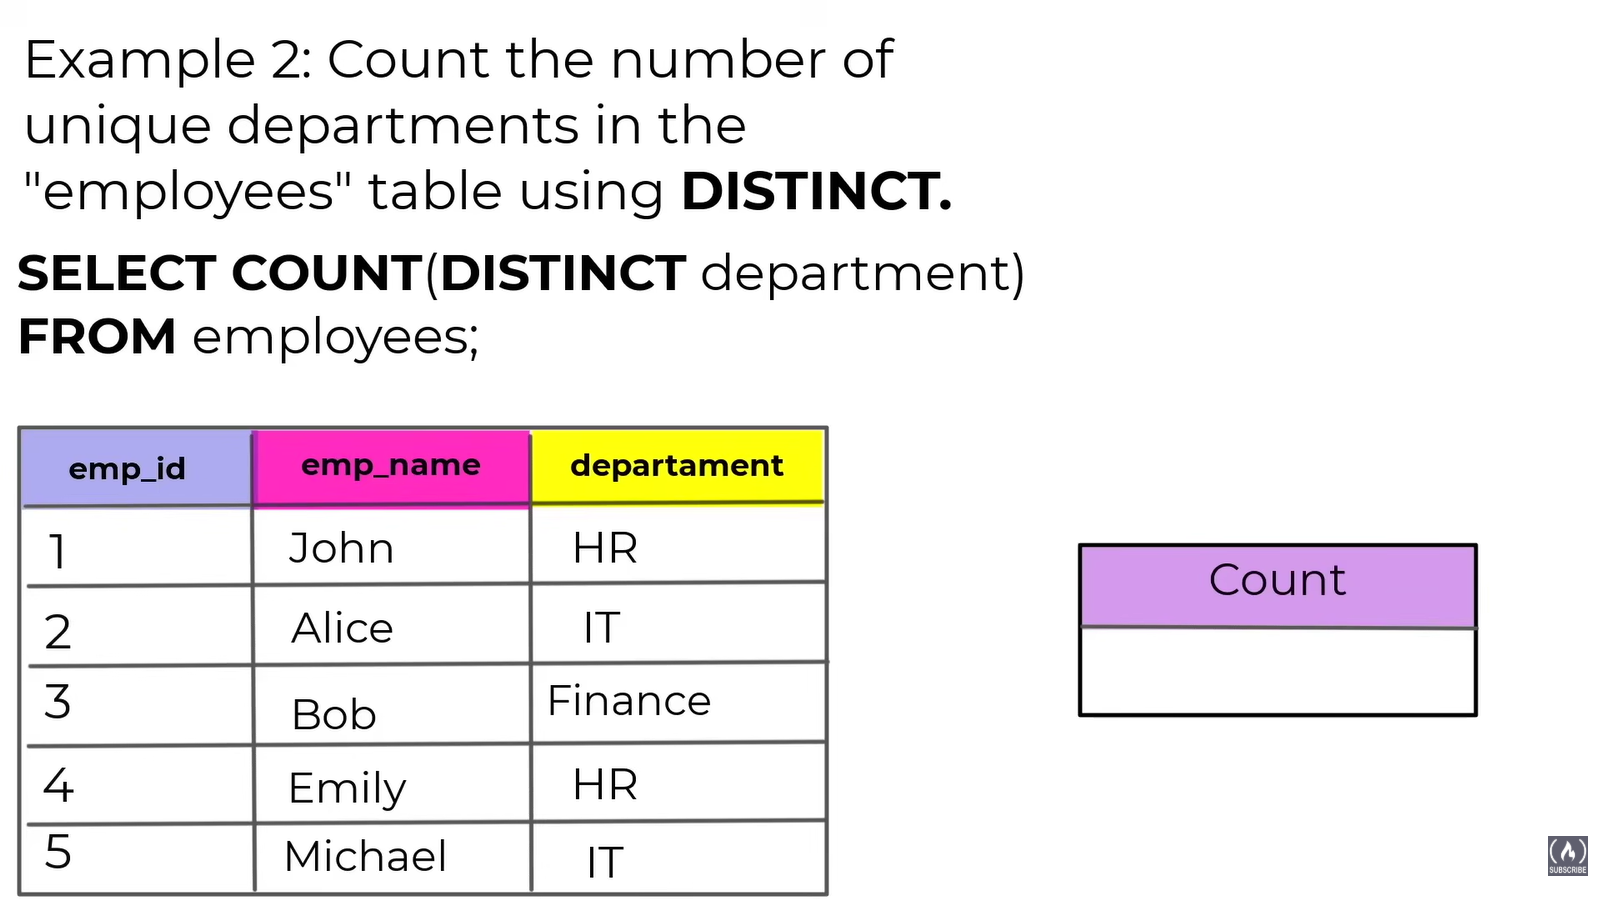 Example 2: Count the number of
unique departments in the
"employees" table using DISTINCT.
SELECT COUNT(DISTINCT department)
FROM employees;
emp_id emp_name departament
1 John HR
2 Alice IT
3 Bob Finance
4 Emily HR
5 Michael IT
Count
SUBSCRIBE